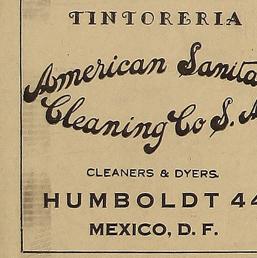 TINTORERIA
American Sanita
Cleaning Co S. A
CLEANERS & DYERS.
HUMBOLDT 44
MEXICO, D. F.